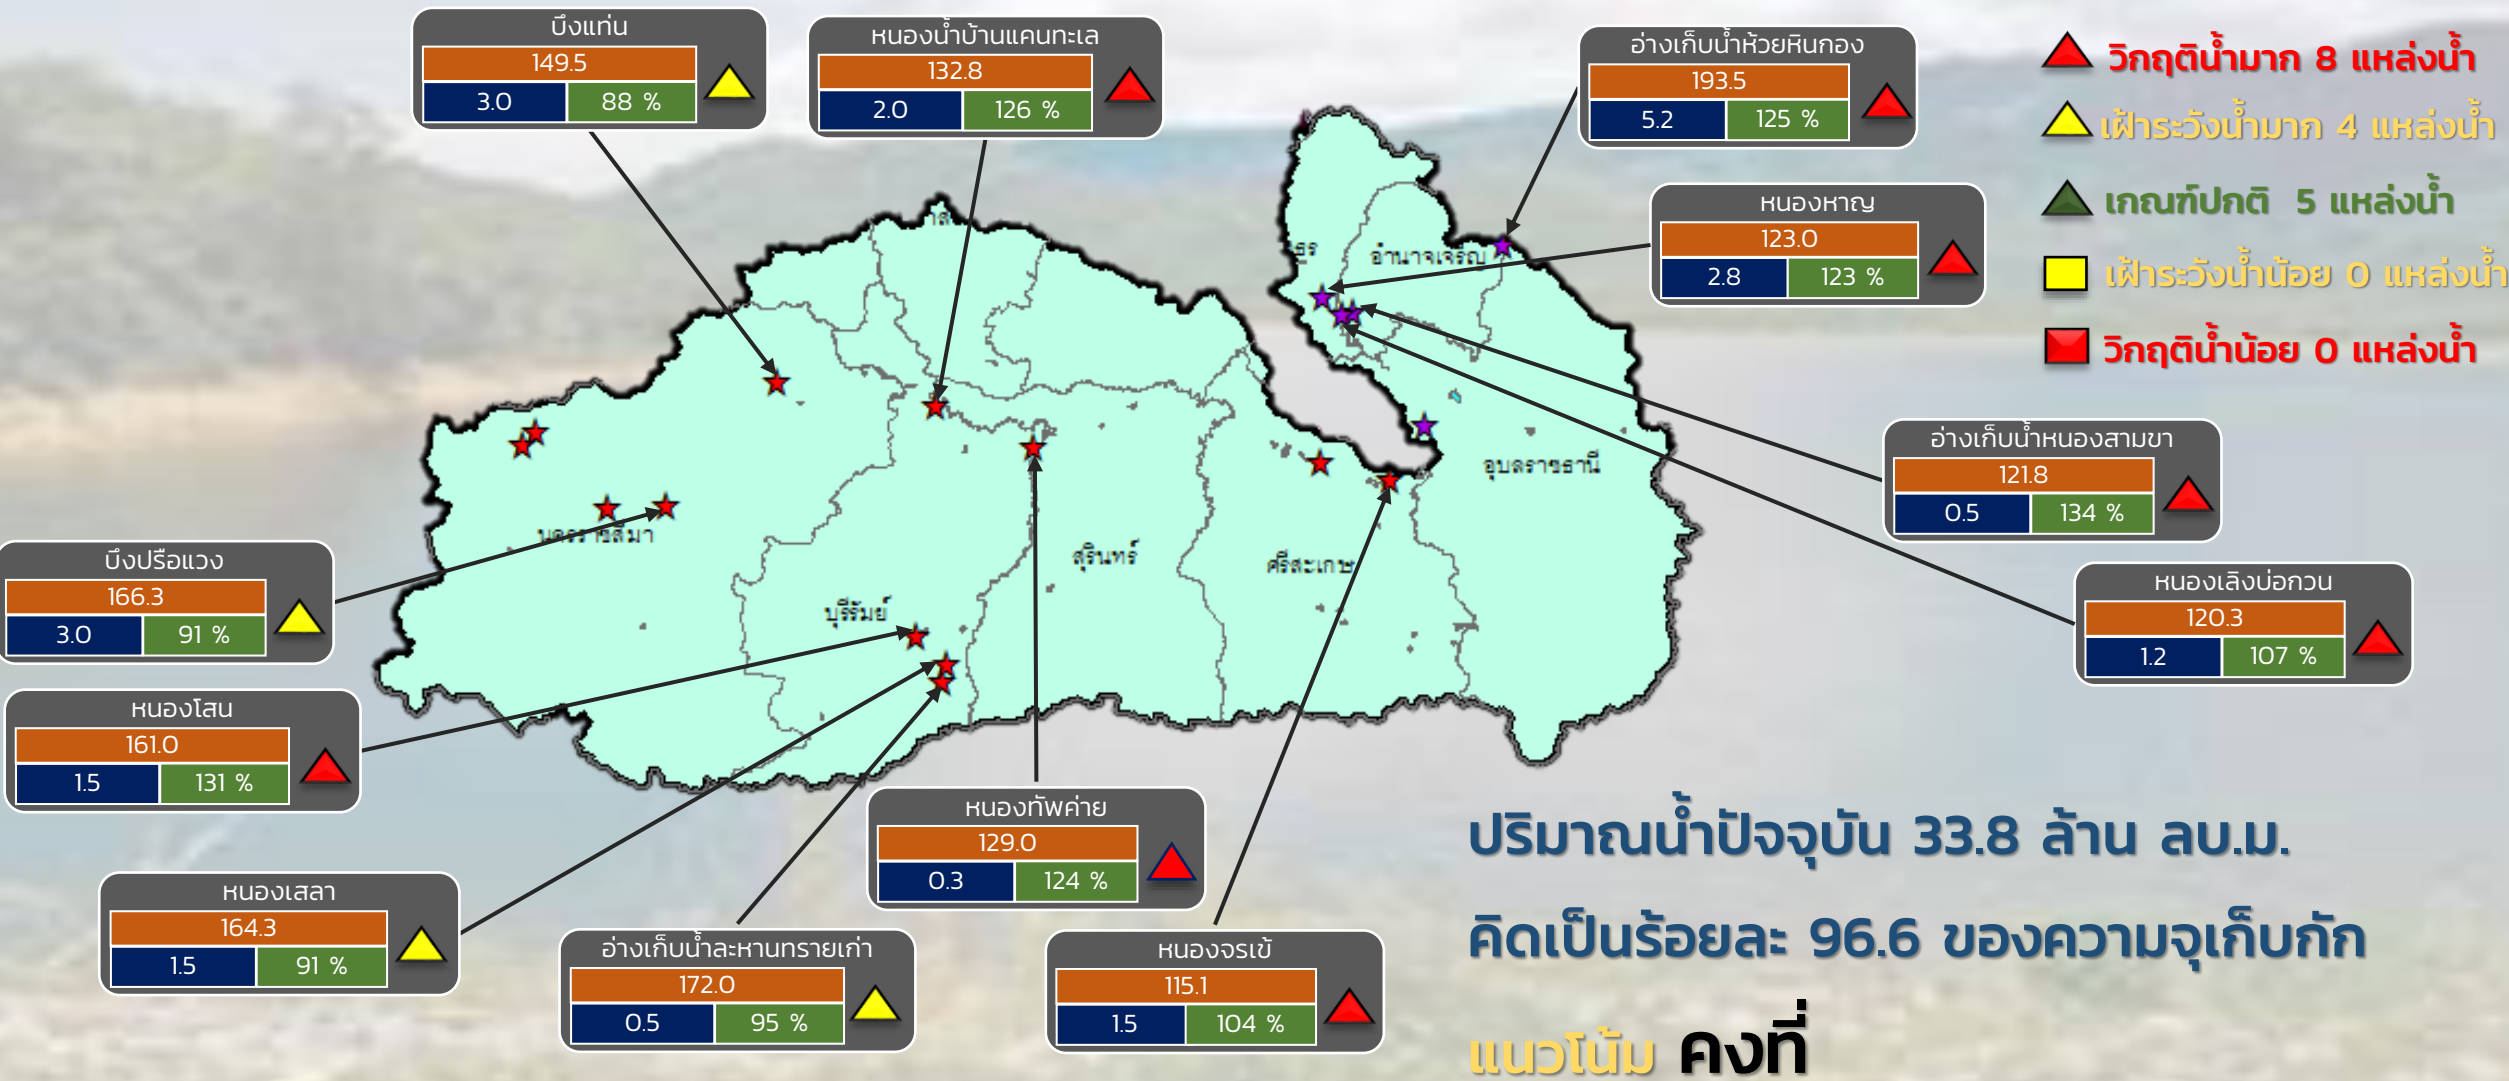 บึงแท่น
149.5
3.0 88 %
หนองน้ำบ้านแคนทะเล
132.8
2.0 126 %
อ่างเก็บน้ำห้วยหินกอง
193.5
5.2 125 %
หนองหาญ
123.0
2.8 123 %
วิกฤติน้ำมาก 8 แหล่งน้ำ
เฝ้าระวังน้ำมาก 4 แหล่งน้ำ
เกณฑ์ปกติ 5 แหล่งน้ำ
เฝ้าระวังน้ำน้อย 0 แหล่งน้ำ
วิกฤติน้ำน้อย 0 แหล่งน้ำ
อำนาจเจริญ
อุบลราชธานี
นครราชสีมา
สุรินทร์
ศรีสะเกษ
บุรีรัมย์
อ่างเก็บน้ำหนองสามขา
121.8
0.5 134 %
หนองเลิงบ่อกวน
120.3
1.2 107 %
บึงปรือแวง
166.3
3.0 91 %
หนองโสน
161.0
1.5 131 %
หนองเสลา
164.3
1.5 91 %
อ่างเก็บน้ำละหานทรายเก่า
172.0
0.5 95 %
หนองทัพค่าย
129.0
0.3 124 %
หนองจรเข้
115.1
1.5 104 %
ปริมาณน้ำปัจจุบัน 33.8 ล้าน ลบ.ม.
คิดเป็นร้อยละ 96.6 ของความจุเก็บกัก
แนวโน้ม คงที่